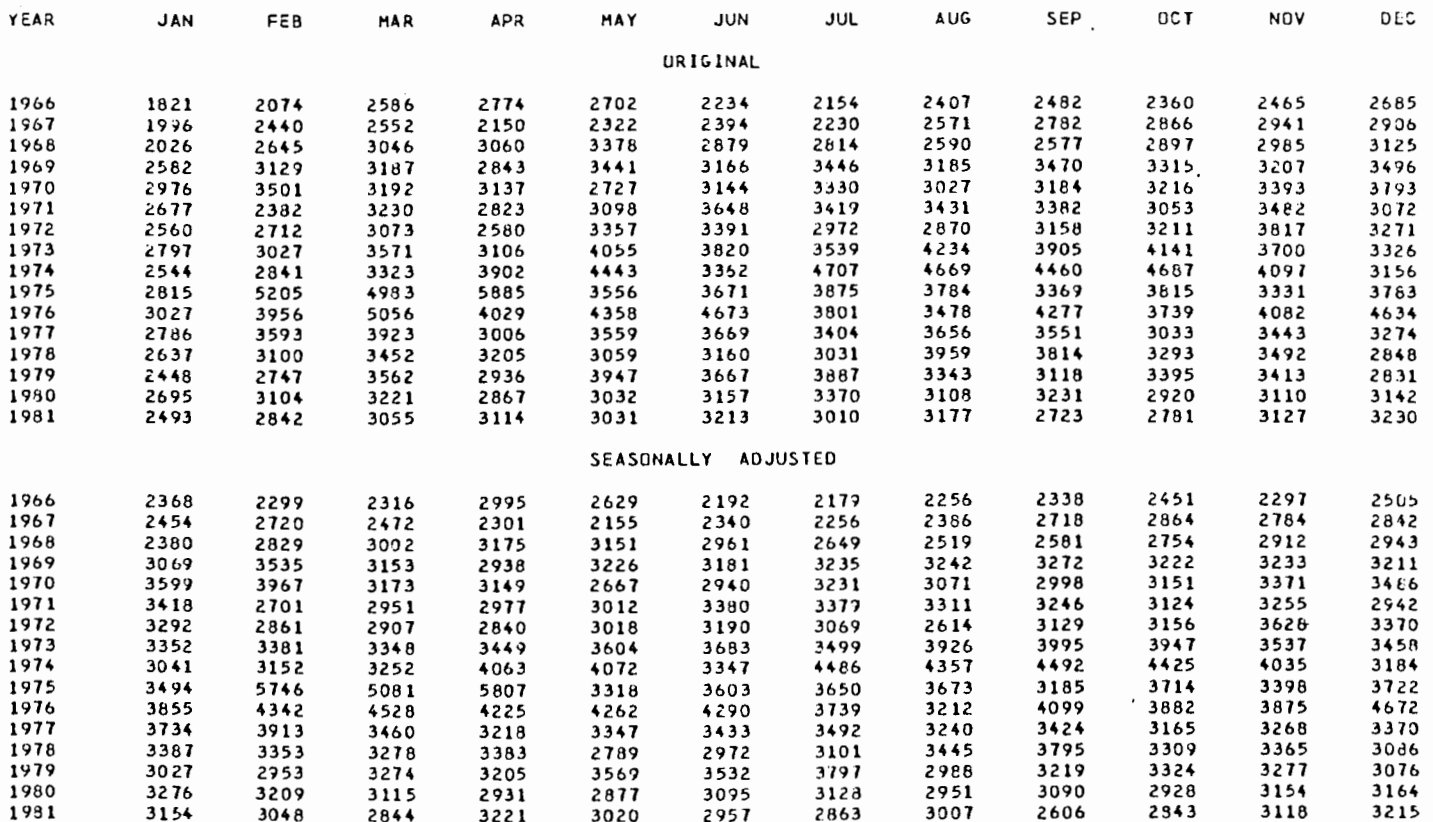 YEAR JAN FEB MAR APR MAY JUN JUL AUG SEP OCT NOV DEC
ORIGINAL
1966 1821 2074 2586 2774 2702 2234 2154 2407 2482 2360 2465 2685
1967 1996 2440 2552 2150 2322 2394 2230 2571 2782 2866 2941 2906
1968 2026 2645 3046 3060 3378 2879 2814 2590 2577 2897 2985 3125
1969 2582 3129 3187 2843 3441 3166 3446 3185 3470 3315 3207 3496
1970 2976 3501 3192 3137 2727 3144 3330 3027 3184 3216 3393 3793
1971 2677 2382 3230 2823 3098 3648 3419 3431 3382 3053 3482 3072
1972 2560 2712 3073 2580 3357 3391 2972 2870 3158 3211 3817 3271
1973 2797 3027 3571 3106 4055 3820 3539 4234 3905 4141 3700 3326
1974 2544 2841 3323 3902 4443 3352 4707 4669 4460 4687 4097 3156
1975 2815 5205 4983 5885 3556 3671 3875 3784 3369 3815 3331 3783
1976 3027 3956 5056 4029 4358 4673 3801 3478 4277 3739 4082 4634
1977 2786 3593 3923 3006 3559 3669 3404 3656 3551 3033 3443 3274
1978 2637 3100 3452 3205 3059 3160 3031 3959 3814 3293 3492 2848
1979 2448 2747 3562 2936 3947 3667 3887 3343 3118 3395 3413 2831
1980 2695 3104 3221 2867 3032 3157 3370 3108 3231 2920 3110 3142
1981 2493 2842 3055 3114 3031 3213 3010 3177 2723 2781 3127 3230
SEASONALLY ADJUSTED
1966 2368 2299 2316 2995 2629 2192 2179 2256 2338 2451 2297 2505
1967 2454 2720 2472 2301 2155 2340 2256 2386 2718 2864 2784 2842
1968 2380 2829 3002 3175 3151 2961 2649 2519 2581 2754 2912 2943
1969 3069 3535 3153 2938 3226 3181 3235 3242 3272 3222 3233 3211
1970 3599 3967 3173 3149 2667 2940 3231 3071 2998 3151 3371 3466
1971 3418 2701 2951 2977 3012 3380 3377 3311 3246 3124 3255 2942
1972 3292 2861 2907 2840 3018 3190 3069 2614 3129 3156 3628 3370
1973 3352 3381 3348 3449 3604 3683 3499 3926 3995 3947 3537 3458
1974 3041 3152 3252 4063 4072 3347 4486 4357 4492 4425 4035 3184
1975 3494 5746 5081 5807 3318 3603 3650 3673 3185 3714 3398 3722
1976 3855 4342 4528 4225 4262 4290 3739 3212 4099 3882 3875 4672
1977 3734 3913 3460 3218 3347 3433 3492 3240 3424 3165 3268 3370
1978 3387 3353 3278 3383 2789 2972 3101 3445 3795 3309 3365 3086
1979 3027 2953 3274 3205 3569 3532 3797 2988 3219 3324 3277 3076
1980 3276 3209 3115 2931 2877 3095 3128 2951 3090 2928 3154 3164
1981 3154 3048 2844 3221 3020 2957 2863 3007 2606 2843 3118 3215